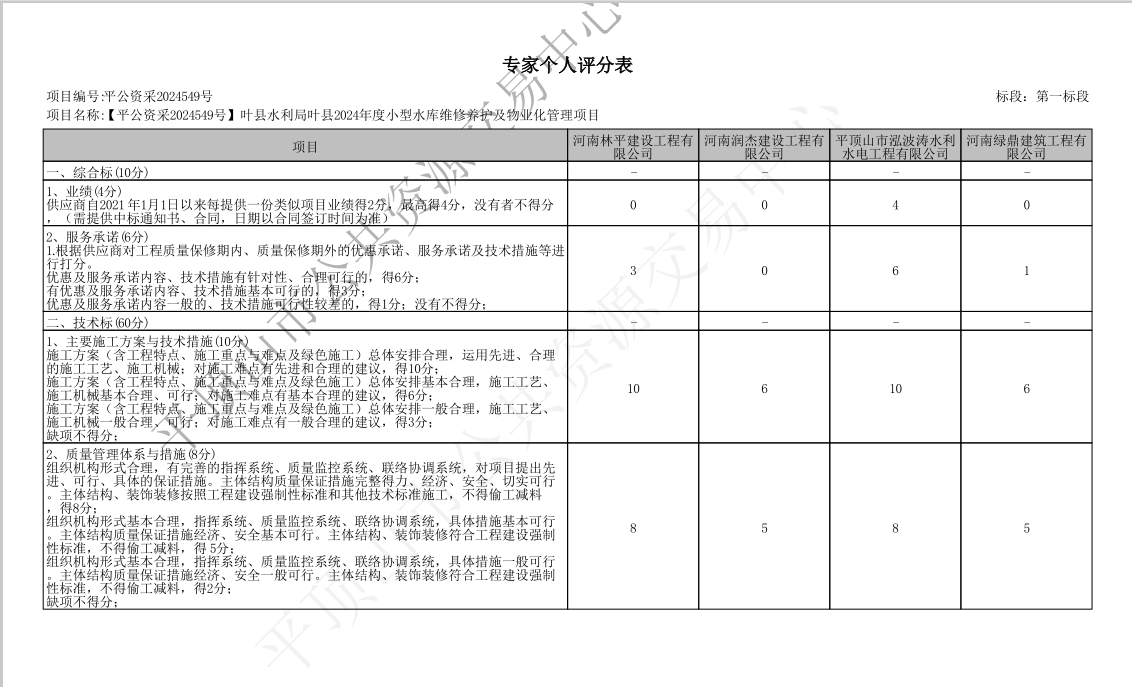 专家个人评分表
项目编号:平公资采2024549号
标段：第一标段
项目名称:【平公资采2024549号】叶县水利局叶县2024年度小型水库维修养护及物业化管理项目
项目
河南林平建设工程有
限公司
河南润杰建设工程有
限公司
平顶山市泓波涛水利
水电工程有限公司
河南绿鼎建筑工程有
限公司
一、综合标(10分)
- - - -
1、业绩(4分)
供应商自2021 年1月1日以来每提供一份类似项目业绩得2分，最高得4分，没有者不得分
，（需提供中标通知书、合同，日期以合同签订时间为准）
0 0 4 0
2、服务承诺(6分)
1.根据供应商对工程质量保修期内、质量保修期外的优惠承诺、服务承诺及技术措施等进
行打分。
优惠及服务承诺内容、技术措施有针对性、合理可行的，得6分；
有优惠及服务承诺内容、技术措施基本可行的，得3分；
优惠及服务承诺内容一般的、技术措施可行性较差的，得1分；没有不得分；
3 0 6 1
二、技术标(60分)
- - - -
1、主要施工方案与技术措施(10分)
施工方案（含工程特点、施工重点与难点及绿色施工）总体安排合理，运用先进、合理
的施工工艺、施工机械；对施工难点有先进和合理的建议，得10分；
施工方案（含工程特点、施工重点与难点及绿色施工）总体安排基本合理，施工工艺、
施工机械基本合理、可行；对施工难点有基本合理的建议，得6分；
施工方案（含工程特点、施工重点与难点及绿色施工）总体安排一般合理，施工工艺、
施工机械一般合理、可行；对施工难点有一般合理的建议，得3分；
缺项不得分；
10 6 10 6
2、质量管理体系与措施(8分)
组织机构形式合理，有完善的指挥系统、质量监控系统、联络协调系统，对项目提出先
进、可行、具体的保证措施。主体结构质量保证措施完整得力、经济、安全、切实可行
。主体结构、装饰装修按照工程建设强制性标准和其他技术标准施工，不得偷工减料
，得8分；
组织机构形式基本合理，指挥系统、质量监控系统、联络协调系统，具体措施基本可行
。主体结构质量保证措施经济、安全基本可行。主体结构、装饰装修符合工程建设强制
性标准，不得偷工减料，得 5分；
组织机构形式基本合理，指挥系统、质量监控系统、联络协调系统，具体措施一般可行
。主体结构质量保证措施经济、安全一般可行。主体结构、装饰装修符合工程建设强制
性标准，不得偷工减料，得2分；
缺项不得分；
8 5 8 5
平顶山市公共资源交易中心
平顶山市公共资源交易中心